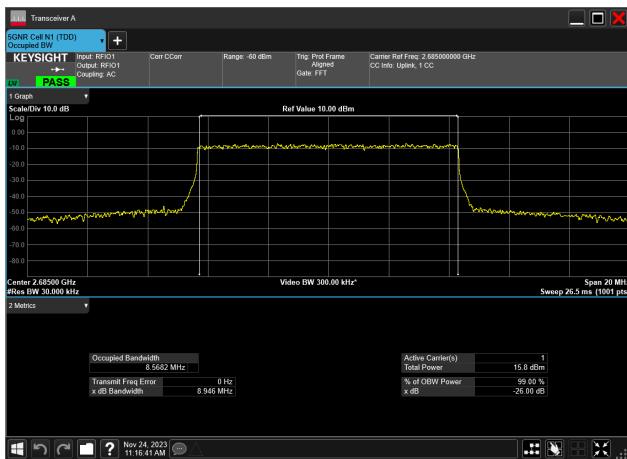 Transceiver A
5GNR Cell N1 (TDD)
Occupied BW
KEYSIGHT
Input: RFIO1
Output: RFIO1
Coupling: AC
Corr CCorr
Range: -60 dBm
Trig: Prot Frame
Aligned
Gate: FFT
Carrier Ref Freq: 2.685000000 GHz
CC Info: Uplink, 1 CC
PASS
1 Graph
Scale/Div 10.0 dB
Ref Value 10.00 dBm
Log
0.00
-10.0
-20.0
-30.0
-40.0
-50.0
-60.0
-70.0
-80.0
Center 2.68500 GHz
Video BW 300.00 kHz*
Span 20 MH
#Res BW 30.000 kHz
Sweep 26.5 ms (1001 pts
2 Metrics
Occupied Bandwidth
8.5682 MHz
Transmit Freq Error 0 Hz
x dB Bandwidth 8.946 MHz
Active Carrier(s) 1
Total Power 15.8 dBm
% of OBW Power 99.00 %
x dB -26.00 dB
?
Nov 24, 2023
11:16:41 AM